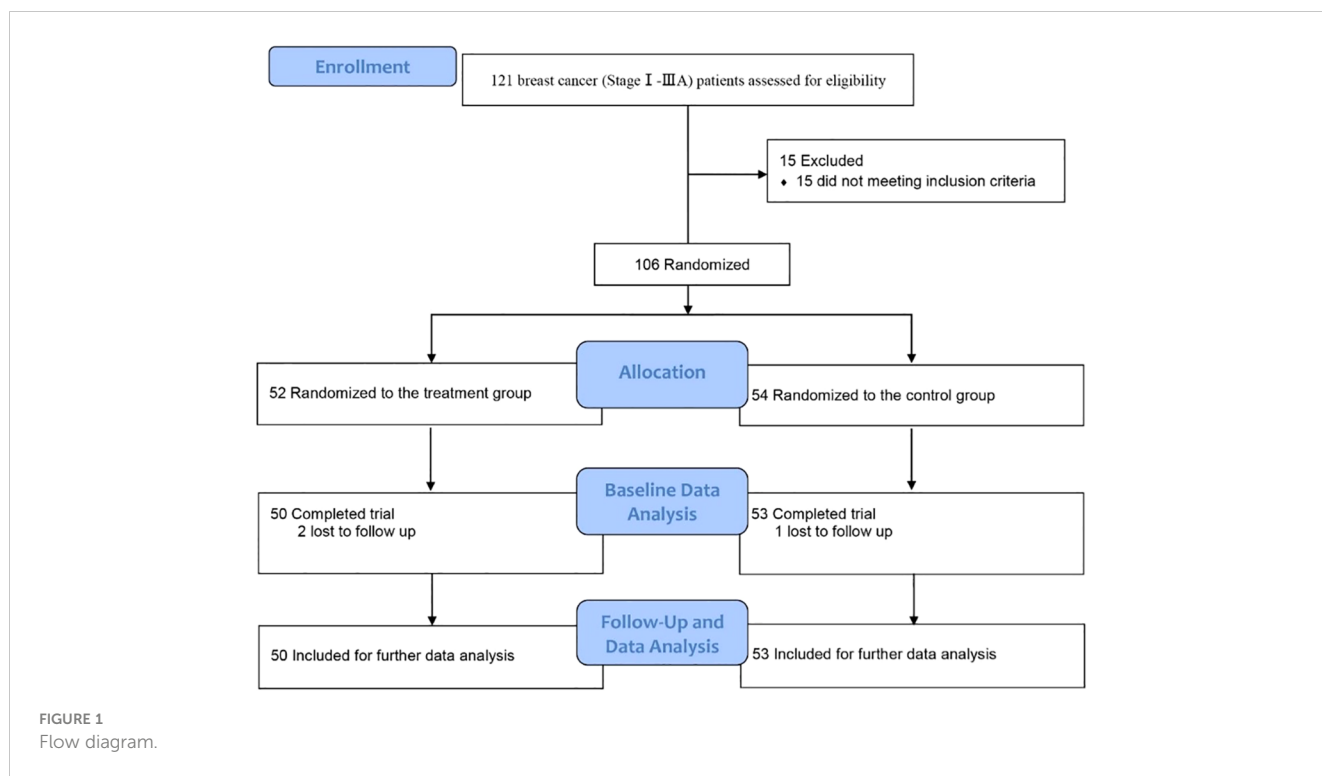 Enrollment
121 breast cancer (Stage Ⅰ-ⅢA) patients assessed for eligibility
15 Excluded
♦ 15 did not meeting inclusion criteria
106 Randomized
Allocation
52 Randomized to the treatment group
54 Randomized to the control group
Baseline Data
Analysis
50 Completed trial
2 lost to follow up
53 Completed trial
1 lost to follow up
Follow-Up and
Data Analysis
50 Included for further data analysis
53 Included for further data analysis
FIGURE 1
Flow diagram.